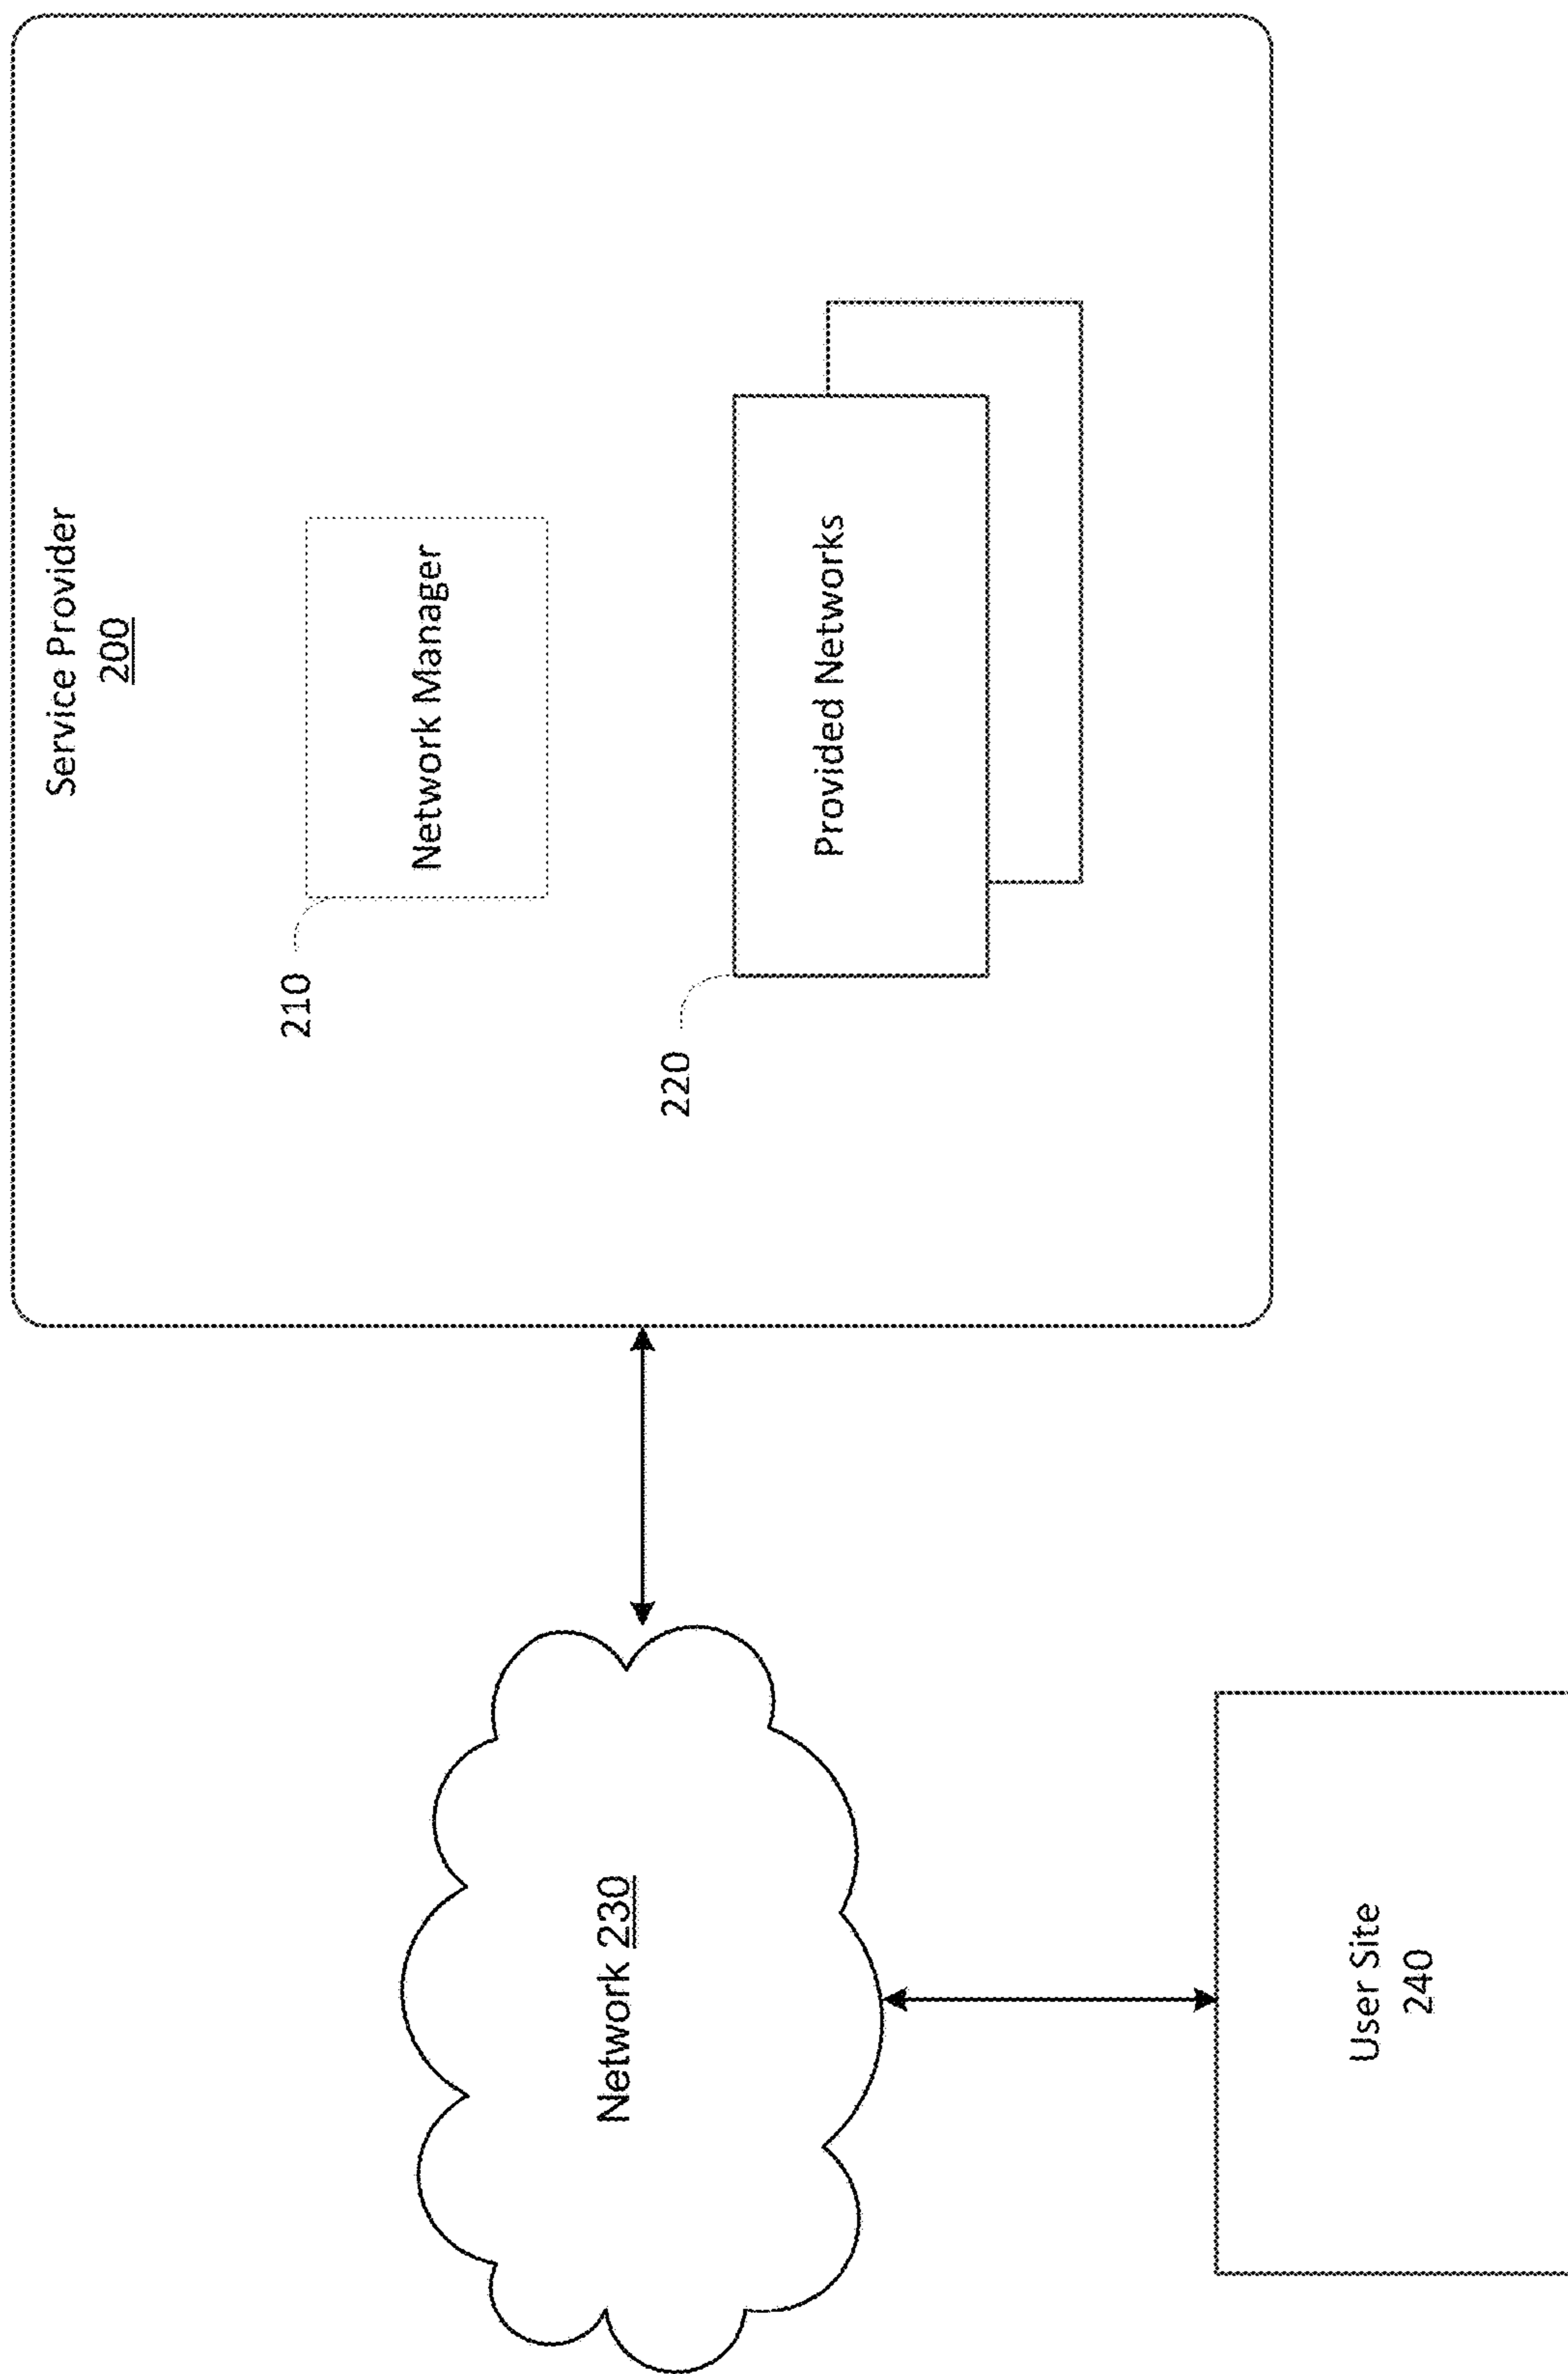 Service Provider
200
210
Network Manager
220
Provided Networks
Network 230
User Site
240